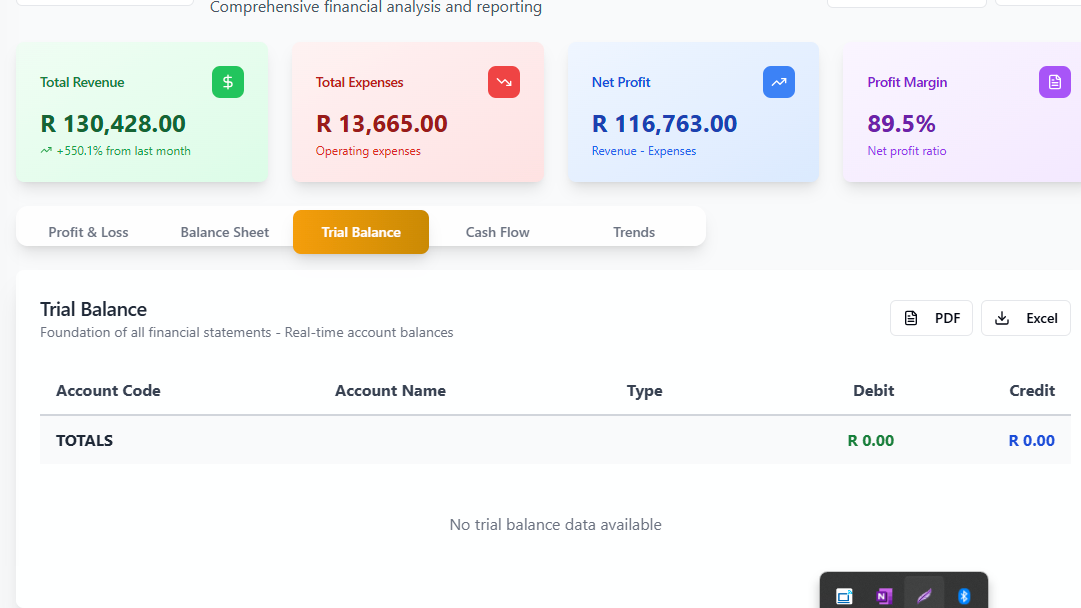 Comprehensive financial analysis and reporting
Total Revenue
$
R 130,428.00
+550.1% from last month
Total Expenses
R 13,665.00
Operating expenses
Net Profit
R 116,763.00
Revenue - Expenses
Profit Margin
89.5%
Net profit ratio
Profit & Loss Balance Sheet Trial Balance Cash Flow Trends
Trial Balance
Foundation of all financial statements - Real-time account balances
PDF Excel
Account Code Account Name Type Debit Credit
TOTALS R 0.00 R 0.00
No trial balance data available
N